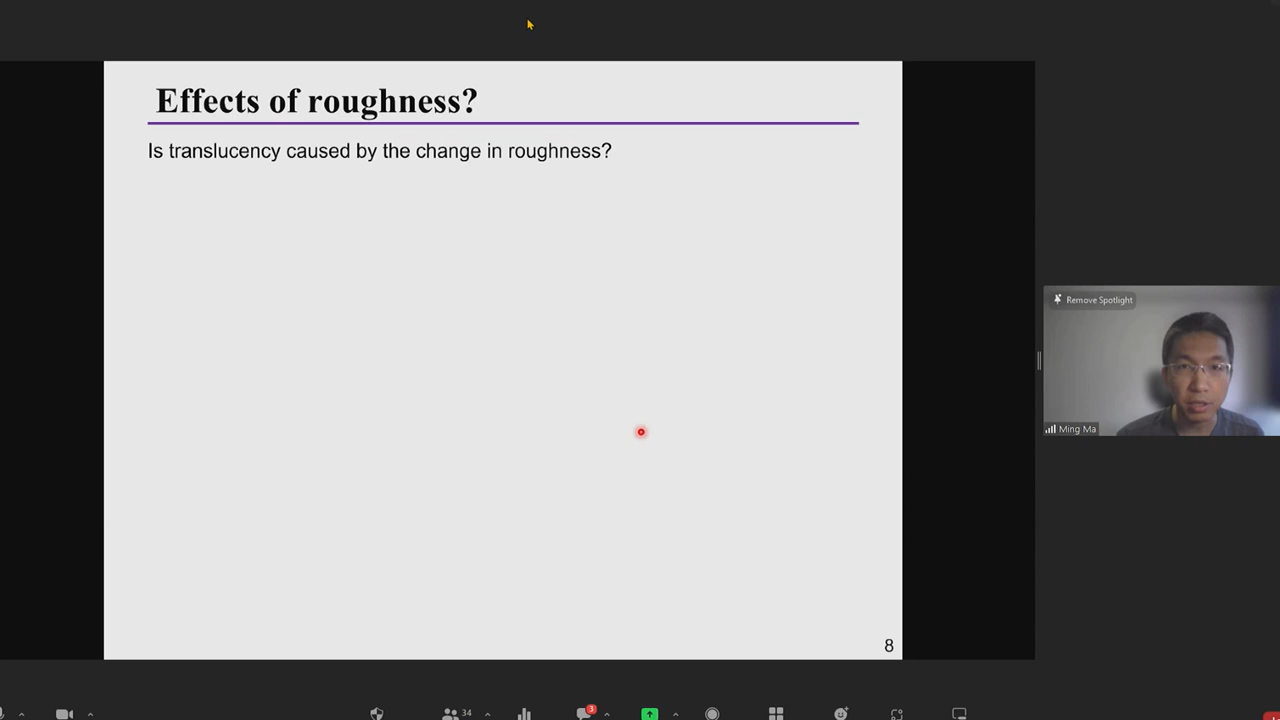 Effects of roughness?
Is translucency caused by the change in roughness?
Remove Spotlight
Ming Ma
8
34
3